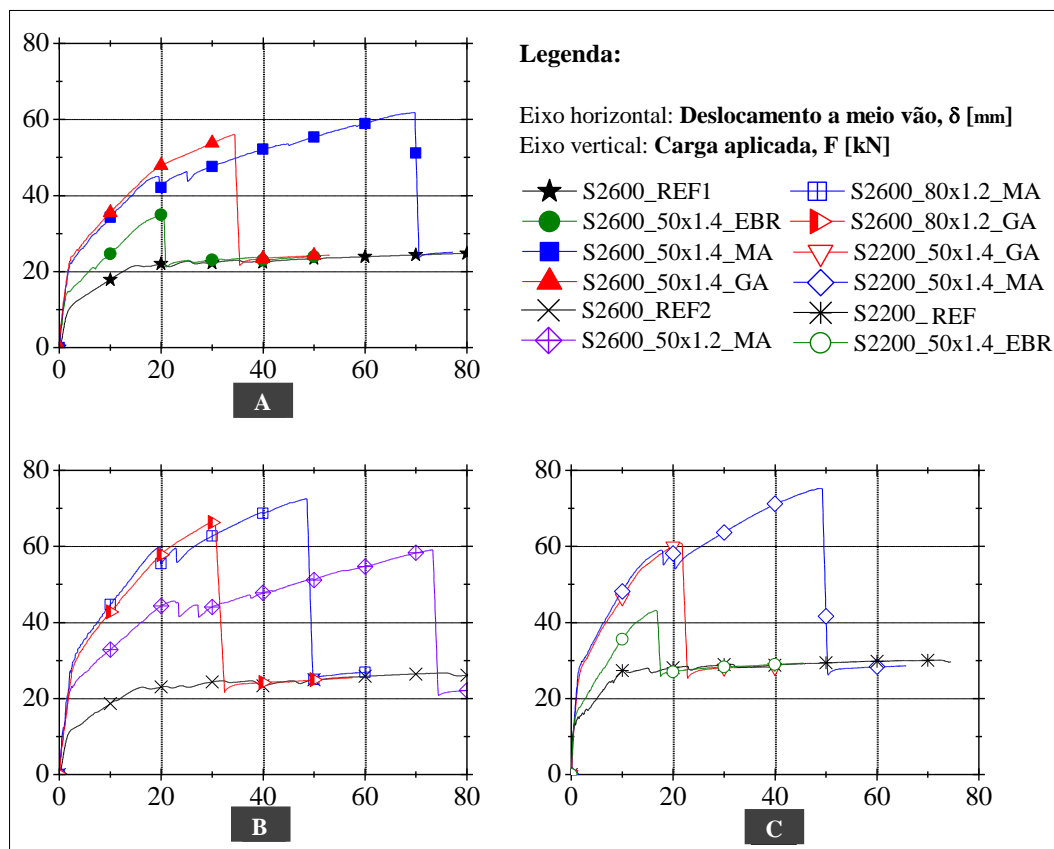 80
60
40
20
0
0 20 40 60 80
A
Legenda:
Eixo horizontal: Deslocamento a meio vão, δ [mm]
Eixo vertical: Carga aplicada, F [kN]
S2600_REF1
S2600_50x1.4_EBR
S2600_50x1.4_MA
S2600_50x1.4_GA
S2600_REF2
S2600_50x1.2_MA
S2600_80x1.2_MA
S2600_80x1.2_GA
S2200_50x1.4_GA
S2200_50x1.4_MA
S2200_REF
S2200_50x1.4_EBR
80
60
40
20
0
0 20 40 60 80
B
80
60
40
20
0
0 20 40 60 80
C